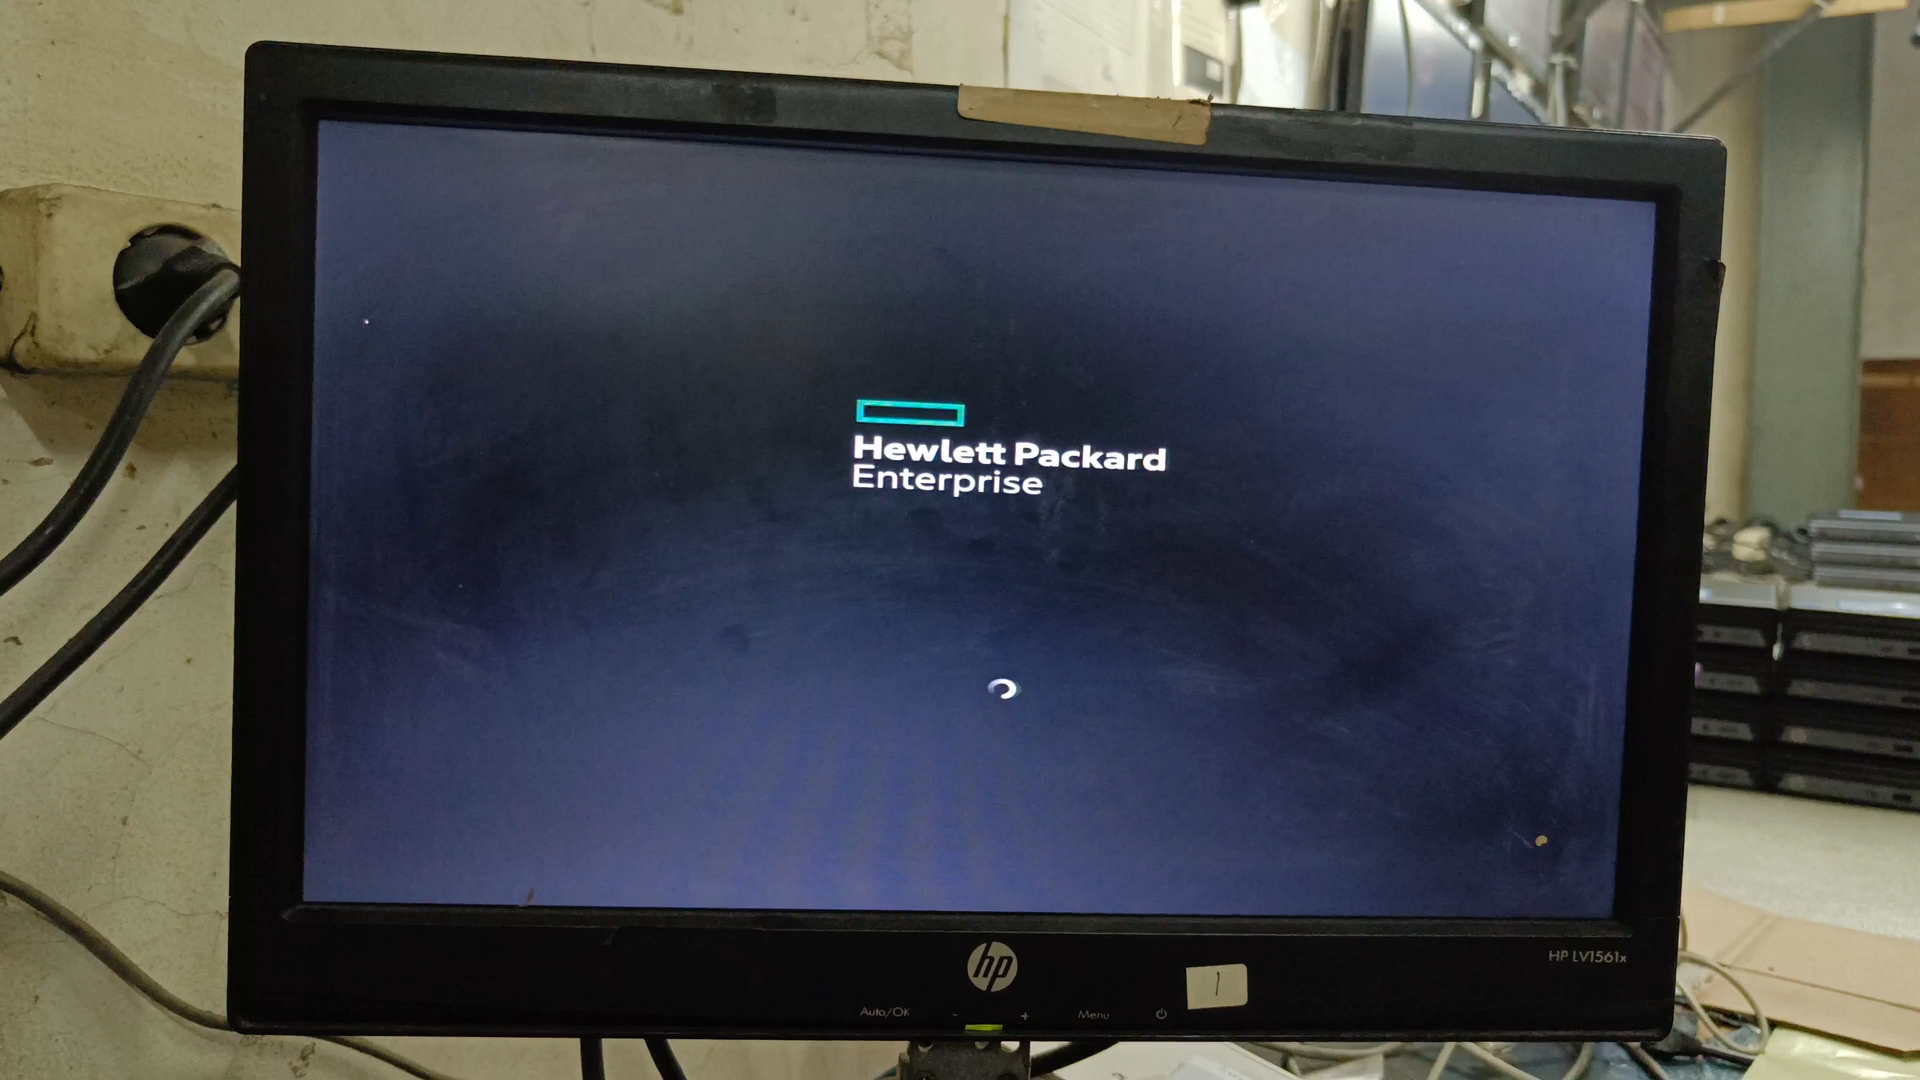 Hewlett Packard
Enterprise
hp
HP LV1561x
1
Auto/OK - + Menu